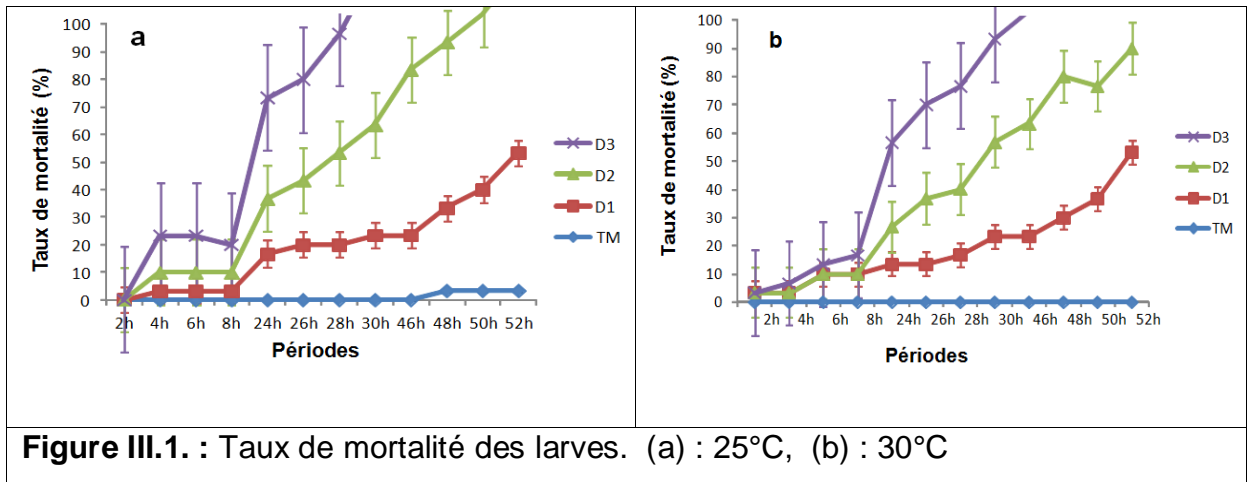 a
Taux de mortalité (%)
100
90
80
70
60
50
40
30
20
10
0
2h 4h 6h 8h 24h 26h 28h 30h 46h 48h 50h 52h
Périodes
D3
D2
D1
TM
b
Taux de mortalité (%)
100
90
80
70
60
50
40
30
20
10
0
2h 4h 6h 8h 24h 26h 28h 30h 46h 48h 50h 52h
Périodes
D3
D2
D1
TM
Figure III.1. : Taux de mortalité des larves. (a) : 25°C, (b) : 30°C